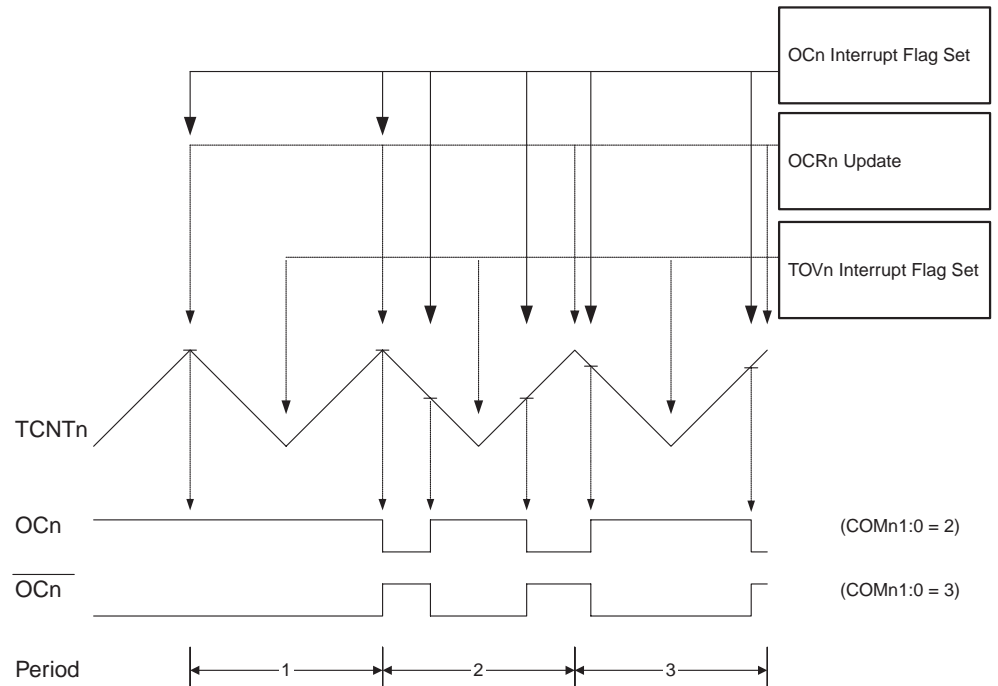 OCn Interrupt Flag Set
OCRn Update
TOVn Interrupt Flag Set
TCNTn
OCn (COMn1:0 = 2)
OCn (COMn1:0 = 3)
Period 1 2 3